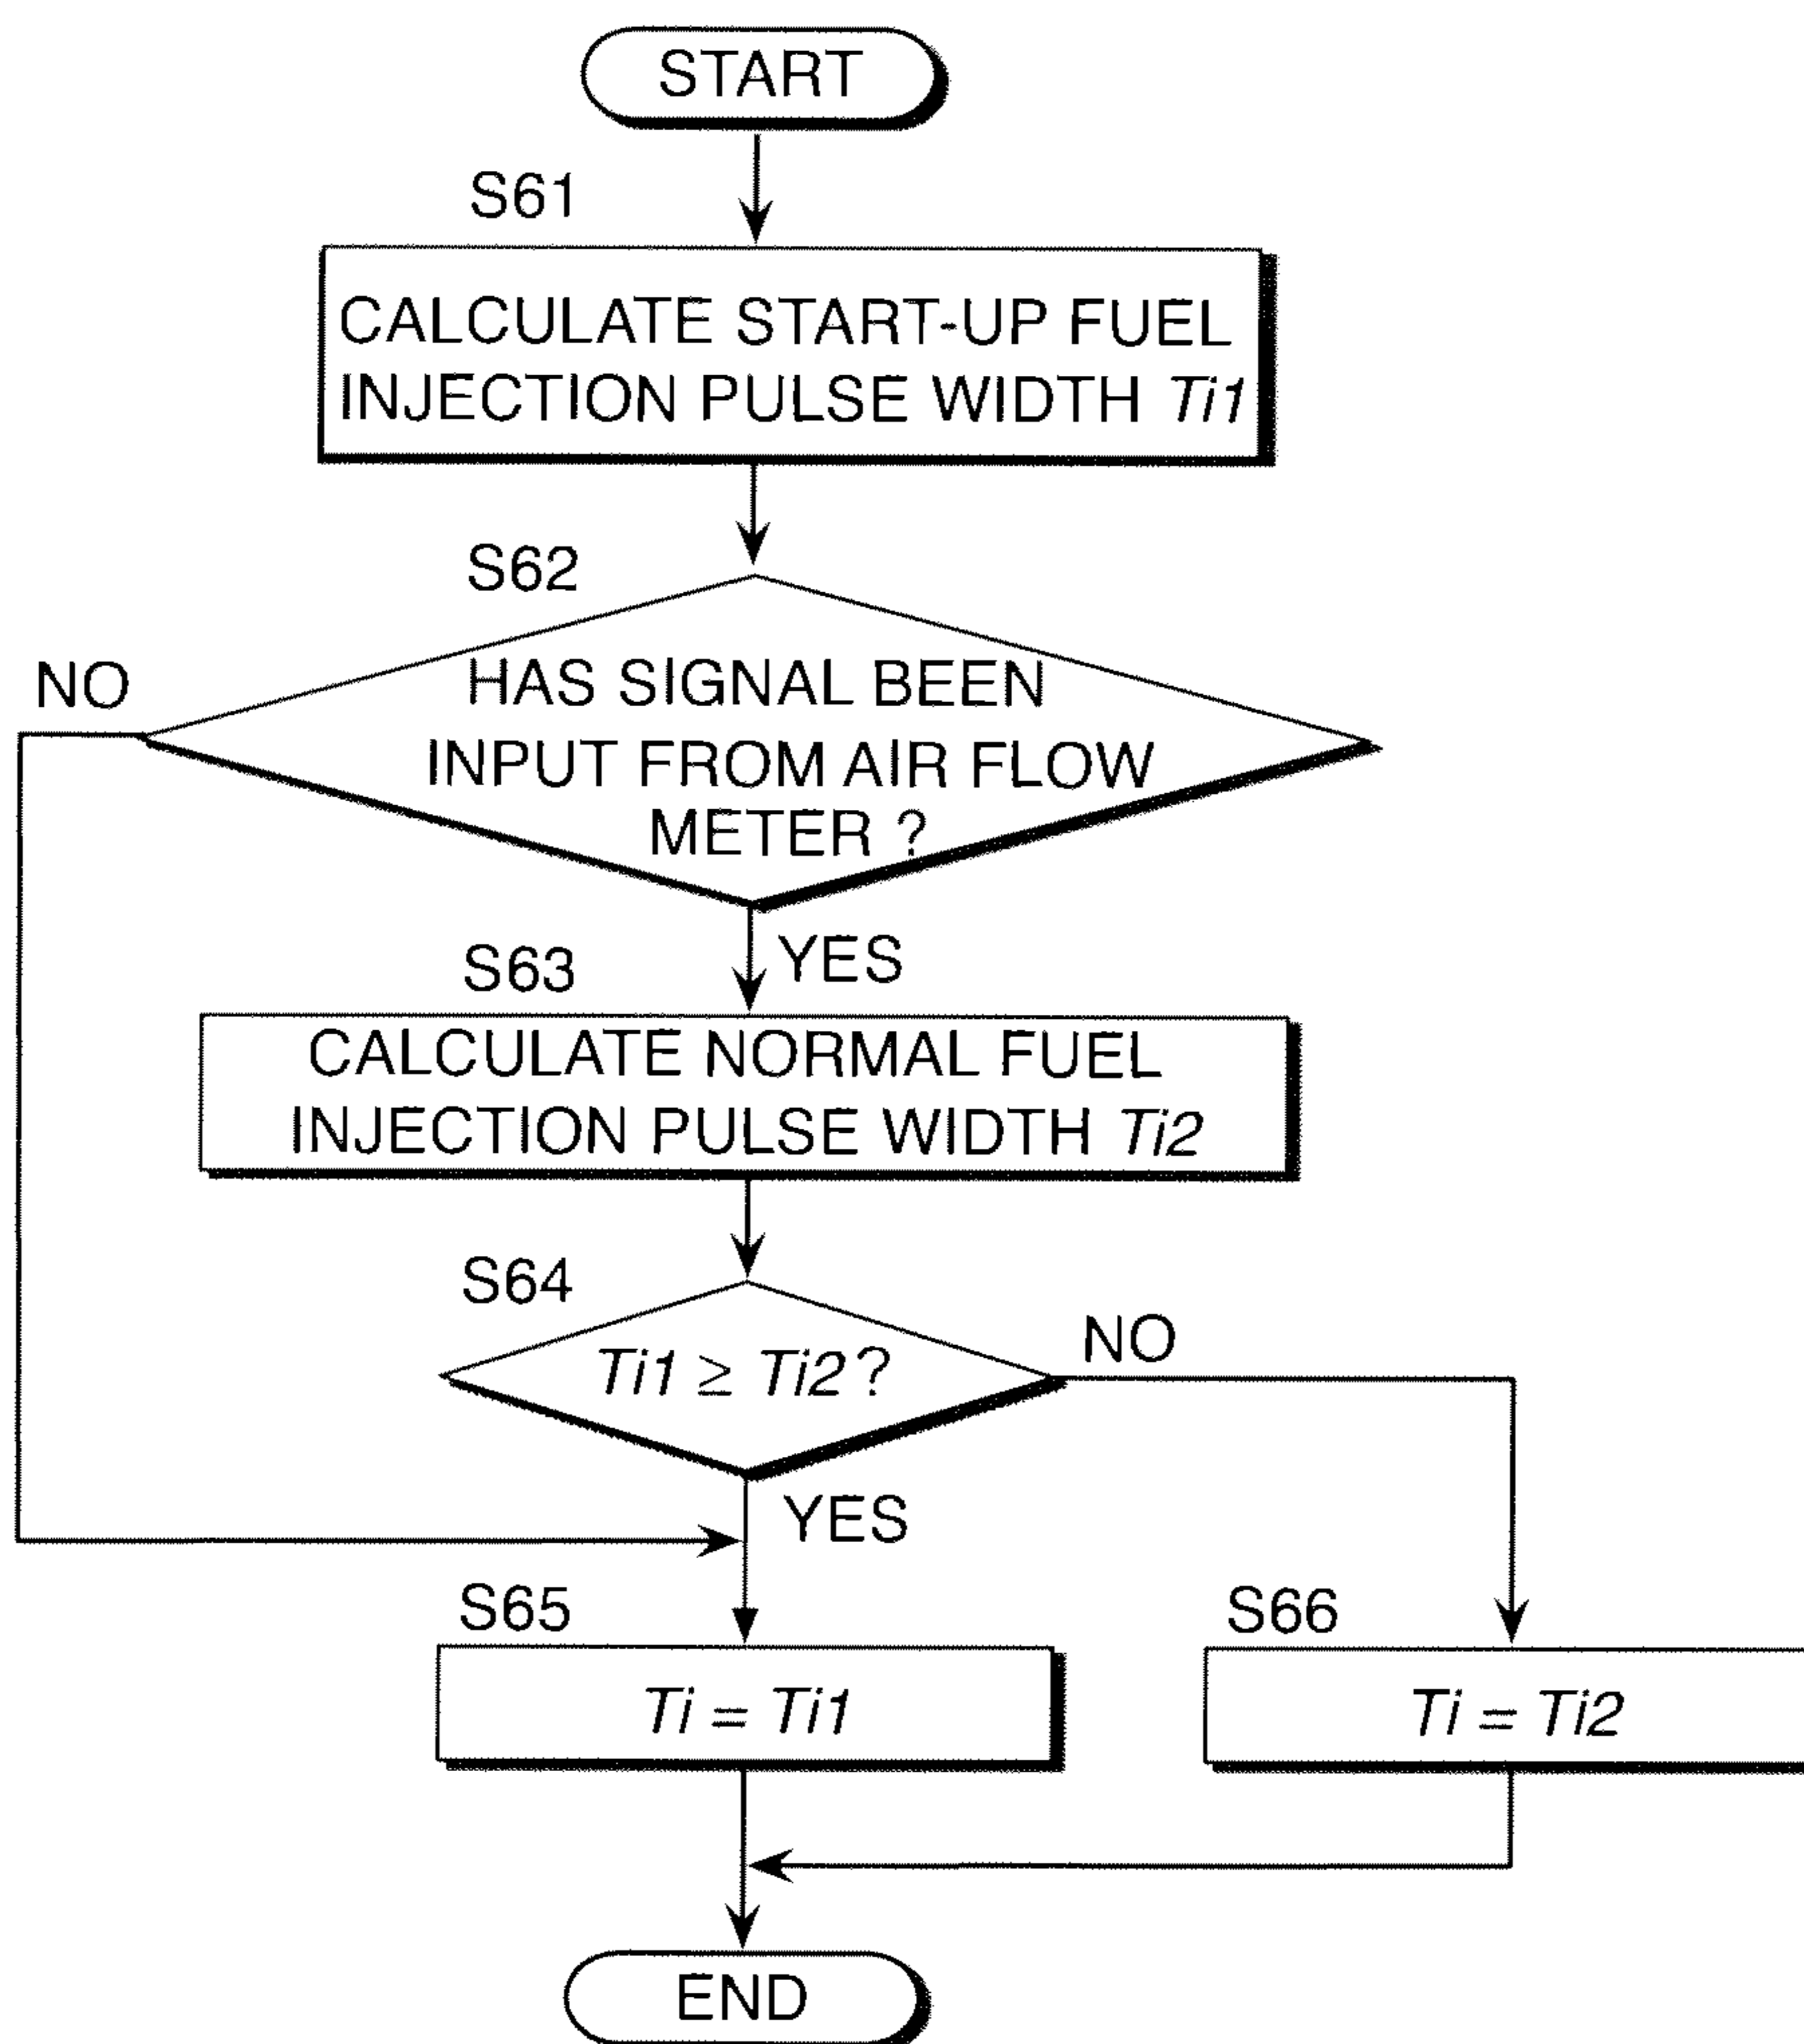 START
S61
CALCULATE START-UP FUEL
INJECTION PULSE WIDTH Ti1
S62
NO
HAS SIGNAL BEEN
INPUT FROM AIR FLOW
METER ?
YES
S63
CALCULATE NORMAL FUEL
INJECTION PULSE WIDTH Ti2
S64
NO
Ti1 ≥ Ti2 ?
YES
S65
S66
Ti = Ti1
Ti = Ti2
END